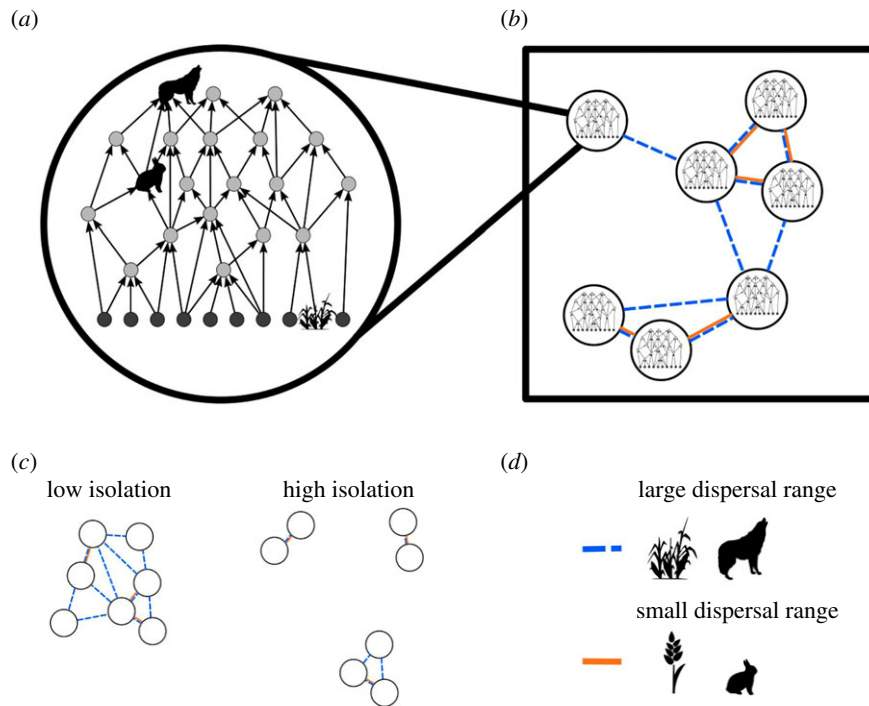 (a)
(b)
(c)
low isolation
high isolation
(d)
large dispersal range
small dispersal range